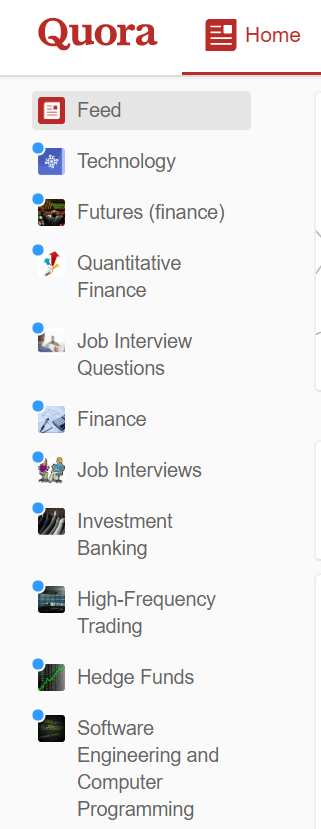 Quora
Home
Feed
Technology
Futures (finance)
Quantitative
Finance
Job Interview
Questions
Finance
Job Interviews
Investment
Banking
High-Frequency
Trading
Hedge Funds
Software
Engineering and
Computer
Programming